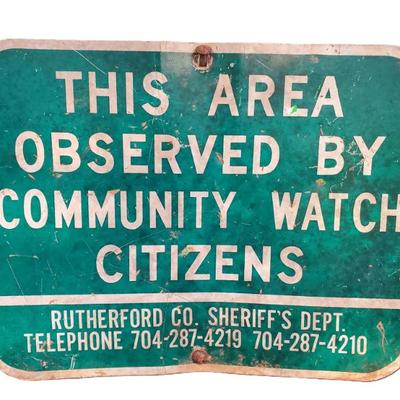 THIS AREA
OBSERVED BY
COMMUNITY WATCH
CITIZENS
RUTHERFORD CO. SHERIFF'S DEPT.
TELEPHONE 704-287-4219 704-287-4210